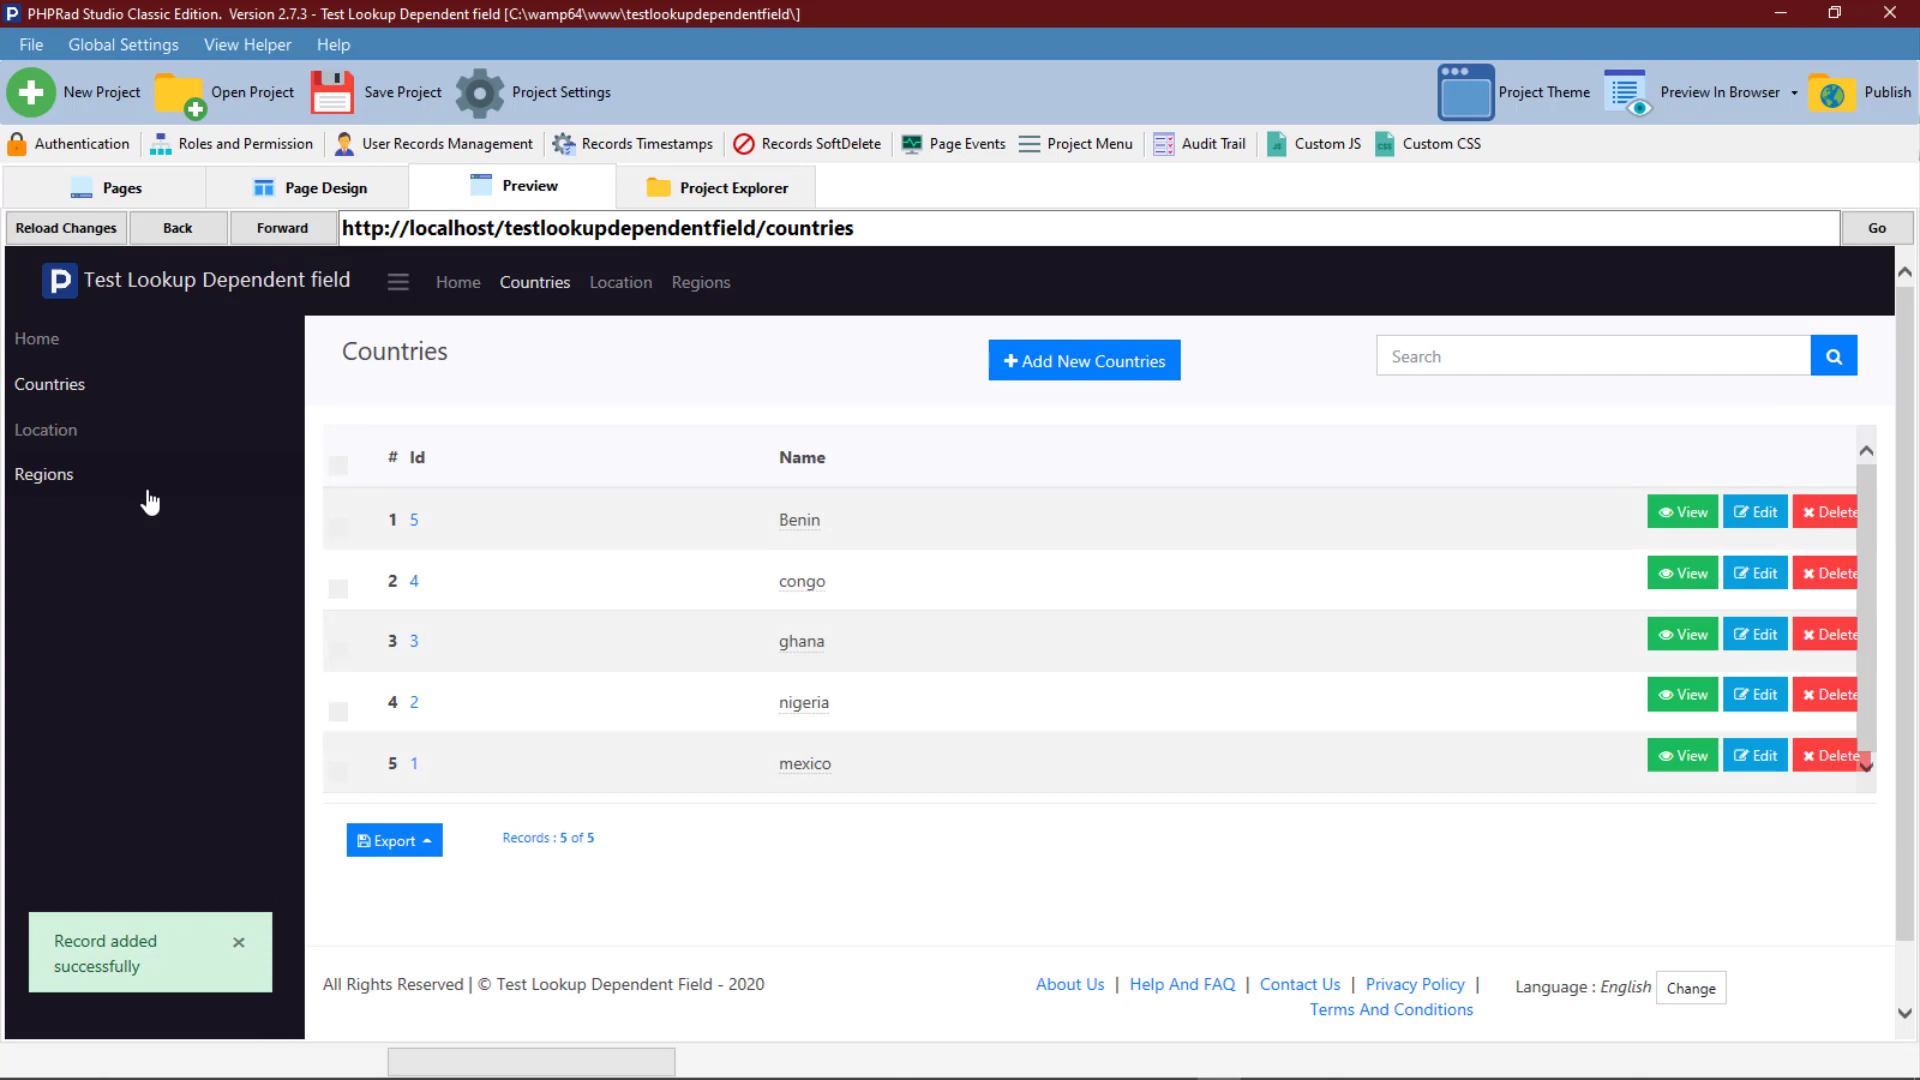 PHPRad Studio Classic Edition. Version 2.7.3 - Test Lookup Dependent field [C:\wamp64\www\testlookupdependentfield\]
File Global Settings View Helper Help
New Project Open Project Save Project Project Settings Project Theme Preview In Browser Publish
Authentication Roles and Permission User Records Management Records Timestamps Records SoftDelete Page Events Project Menu Audit Trail Custom JS Custom CSS
Pages Page Design Preview Project Explorer
Reload Changes Back Forward http://localhost/testlookupdependentfield/countries Go
P Test Lookup Dependent field Home Countries Location Regions
Home
Countries
Location
Regions
Countries + Add New Countries Search
# Id Name
1 5 Benin View Edit Delete
2 4 congo View Edit Delete
3 3 ghana View Edit Delete
4 2 nigeria View Edit Delete
5 1 mexico View Edit Delete
Export Records : 5 of 5
Record added ×
successfully
All Rights Reserved | © Test Lookup Dependent Field - 2020
About Us | Help And FAQ | Contact Us | Privacy Policy |
Terms And Conditions
Language : English Change